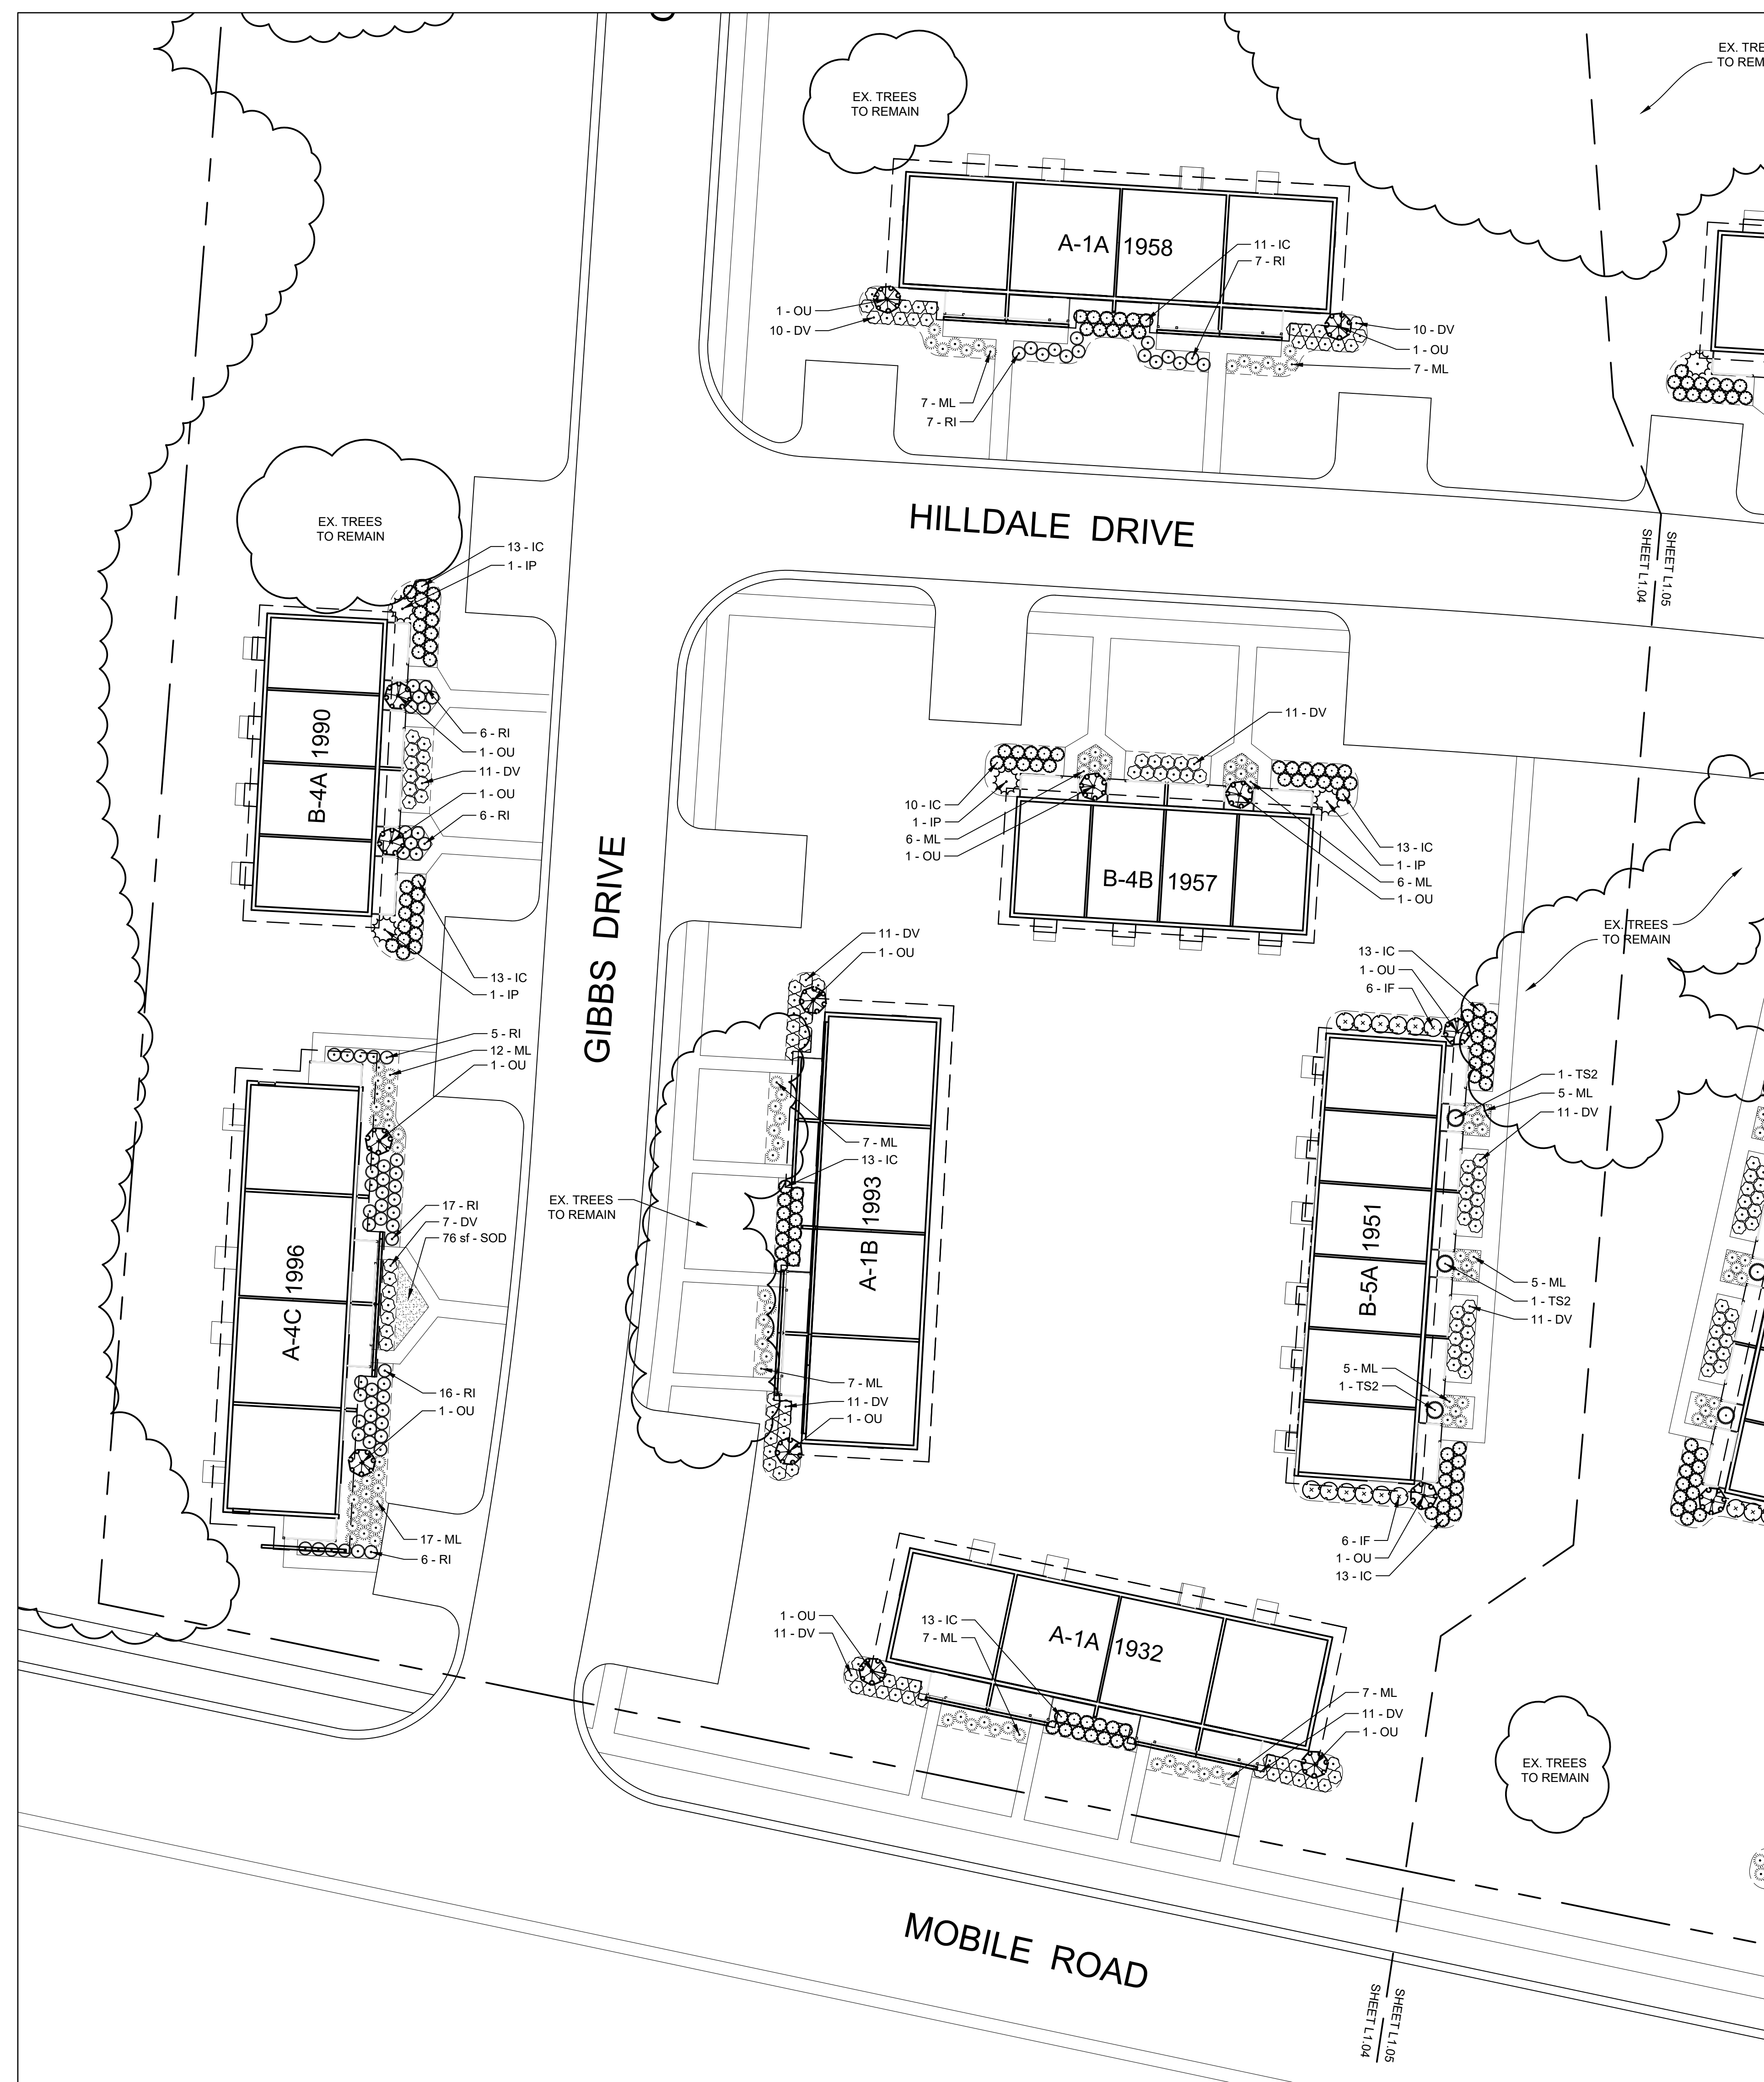 EX. TREES
TO REMAIN
A-1A 1958
11 - IC
7 - RI
1 - OU
10 - DV
10 - DV
1 - OU
7 - ML
7 - ML
7 - RI
HILLDALE DRIVE
SHEET L1.05
SHEET L1.04
EX. TREES
TO REMAIN
13 - IC
1 - IP
B-4A 1990
6 - RI
1 - OU
11 - DV
1 - OU
6 - RI
13 - IC
1 - IP
GIBBS DRIVE
11 - DV
10 - IC
1 - IP
6 - ML
1 - OU
B-4B 1957
13 - IC
1 - IP
6 - ML
1 - OU
EX. TREES
TO REMAIN
11 - DV
1 - OU
13 - IC
1 - OU
6 - IF
5 - RI
12 - ML
1 - OU
17 - RI
7 - DV
76 sf - SOD
A-4C 1996
16 - RI
1 - OU
17 - ML
6 - RI
EX. TREES
TO REMAIN
7 - ML
13 - IC
A-1B 1993
7 - ML
11 - DV
1 - OU
1 - TS2
5 - ML
11 - DV
B-5A 1951
5 - ML
1 - TS2
11 - DV
5 - ML
1 - TS2
6 - IF
1 - OU
13 - IC
1 - OU
11 - DV
13 - IC
7 - ML
A-1A 1932
7 - ML
11 - DV
1 - OU
EX. TREES
TO REMAIN
MOBILE ROAD
SHEET L1.05
SHEET L1.04